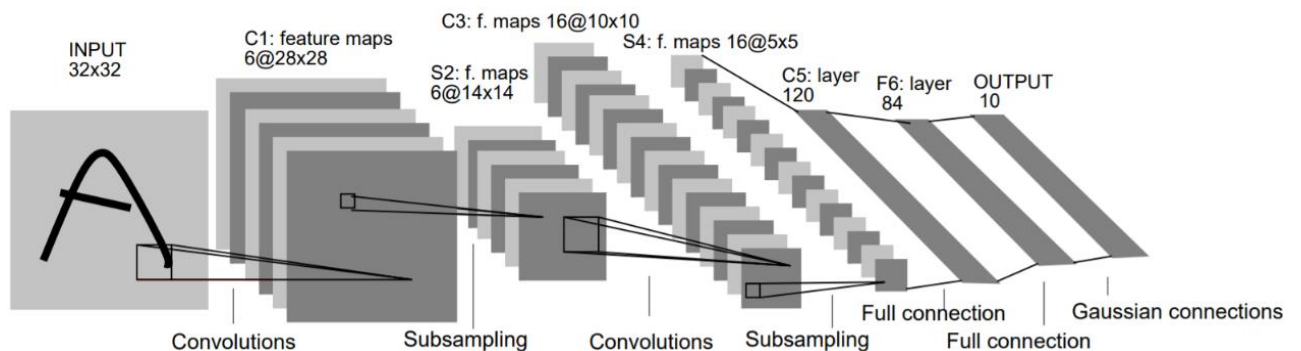 INPUT
32x32
C1: feature maps
6@28x28
S2: f. maps
6@14x14
C3: f. maps 16@10x10
S4: f. maps 16@5x5
C5: layer
120
F6: layer
84
OUTPUT
10
Convolutions
Subsampling
Convolutions
Subsampling
Full connection
Full connection
Gaussian connections
A